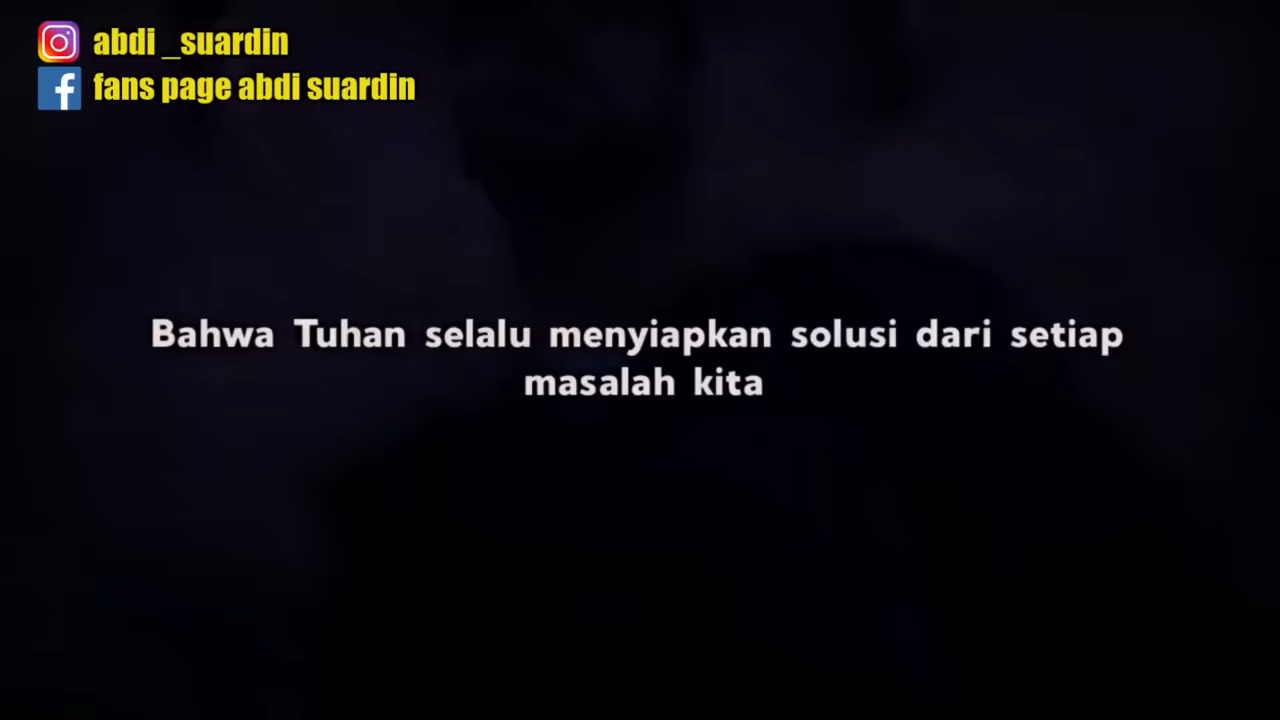 abdi _suardin
fans page abdi suardin
Bahwa Tuhan selalu menyiapkan solusi dari setiap
masalah kita